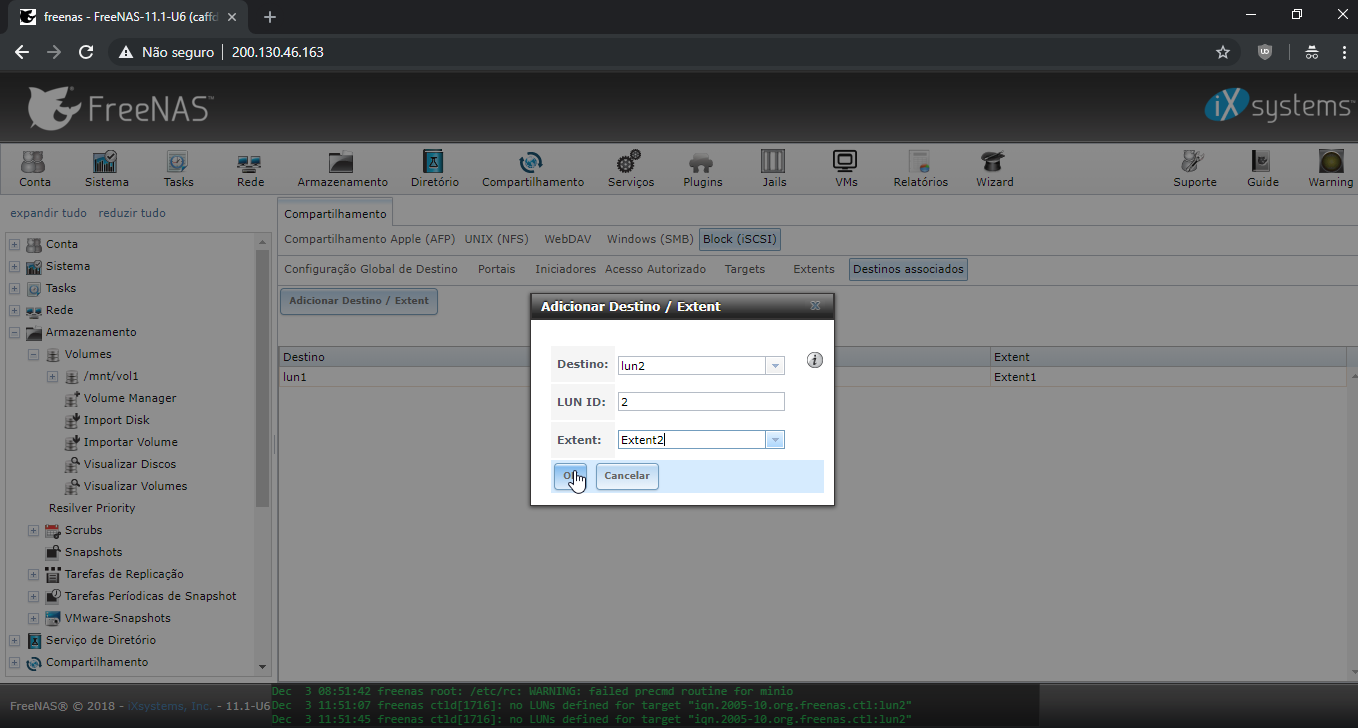 freenas - FreeNAS-11.1-U6 (caffd
Não seguro 200.130.46.163
FreeNAS™ iXsystems™
Conta Sistema Tasks Rede Armazenamento Diretório Compartilhamento Serviços Plugins Jails VMs Relatórios Wizard Suporte Guide Warning
expandir tudo reduzir tudo
Conta
Sistema
Tasks
Rede
Armazenamento
Volumes
/mnt/vol1
Volume Manager
Import Disk
Importar Volume
Visualizar Discos
Visualizar Volumes
Resilver Priority
Scrubs
Snapshots
Tarefas de Replicação
Tarefas Períodicas de Snapshot
VMware-Snapshots
Serviço de Diretório
Compartilhamento
Compartilhamento
Compartilhamento Apple (AFP) UNIX (NFS) WebDAV Windows (SMB) Block (iSCSI)
Configuração Global de Destino Portais Iniciadores Acesso Autorizado Targets Extents Destinos associados
Adicionar Destino / Extent
Destino Extent
lun1 Extent1
Adicionar Destino / Extent
Destino: lun2
LUN ID: 2
Extent: Extent2
Cancelar
FreeNAS® © 2018 - iXsystems, Inc. - 11.1-U6
Dec 3 08:51:42 freenas root: /etc/rc: WARNING: failed precmd routine for minio
Dec 3 11:51:07 freenas ctld[1716]: no LUNs defined for target "iqn.2005-10.org.freenas.ctl:lun2"
Dec 3 11:51:45 freenas ctld[1716]: no LUNs defined for target "iqn.2005-10.org.freenas.ctl:lun2"